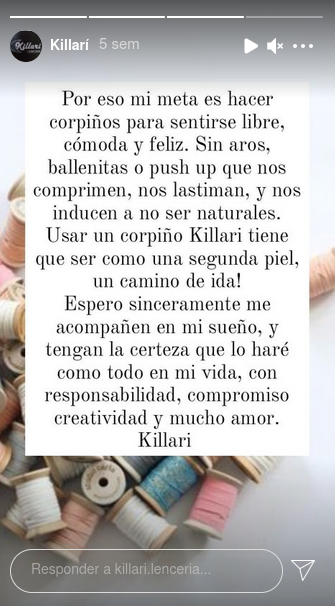 Killarí 5 sem
Por eso mi meta es hacer
corpiños para sentirse libre,
cómoda y feliz. Sin aros,
ballenitas o push up que nos
comprimen, nos lastiman, y nos
inducen a no ser naturales.
Usar un corpiño Killari tiene
que ser como una segunda piel,
un camino de ida!
Espero sinceramente me
acompañen en mi sueño, y
tengan la certeza que lo haré
como todo en mi vida, con
responsabilidad, compromiso
creatividad y mucho amor.
Killari
Responder a killari.lenceria...